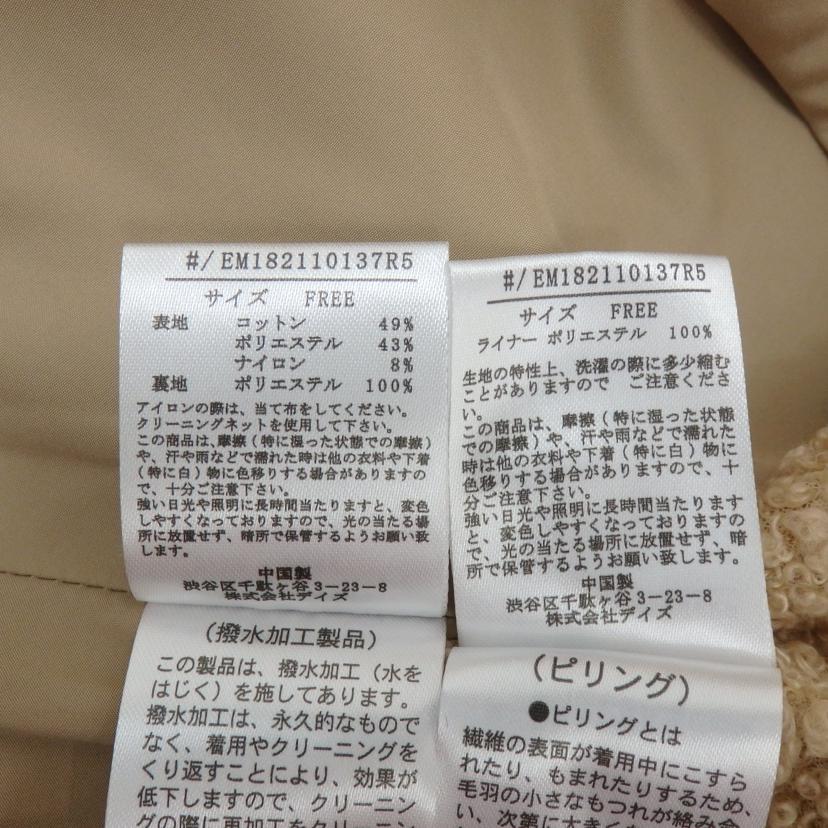 #/EM182110137R5
サイズ FREE
表地 コットン 49%
ポリエステル 43%
ナイロン 8%
裏地 ポリエステル 100%
アイロンの際は、当て布をしてください。
クリーニングネットを使用して下さい。
この商品は、摩擦(特に湿った状態での摩擦)
や、汗や雨などで濡れた時は他の衣料や下着
(特に白)物に色移りする場合がありますの
で、十分ご注意下さい。
強い日光や照明に長時間当たりますと、変色
しやすくなっておりますので、光の当たる場
所に放置せず、暗所で保管するようお願い致
します。
中国製
渋谷区千駄ヶ谷3-23-8
株式会社デイズ
#/EM182110137R5
サイズ FREE
ライナー ポリエステル 100%
生地の特性上、洗濯の際に多少縮む
ことがありますので ご注意くださ
い。
この商品は、摩擦(特に湿った状態
での摩擦)や、汗や雨などで濡れた
時は他の衣料や下着(特に白)物に
色移りする場合がありますので、十
分ご注意下さい。
強い日光や照明に長時間当たります
と、変色しやすくなっておりますの
で、光の当たる場所に放置せず、暗
所で保管するようお願い致します。
中国製
渋谷区千駄ヶ谷3-23-8
株式会社デイズ
(撥水加工製品)
この製品は、撥水加工(水を
はじく)を施してあります。
撥水加工は、永久的なもので
なく、着用やクリーニングを
くり返すことにより、効果が
低下しますので、クリーニン
グの際に再加工をクリーニン
(ピリング)
●ピリングとは
繊維の表面が着用中にこすら
れたり、もまれたりするため、
毛羽の小さなもつれが絡み合
い、次第に大きく